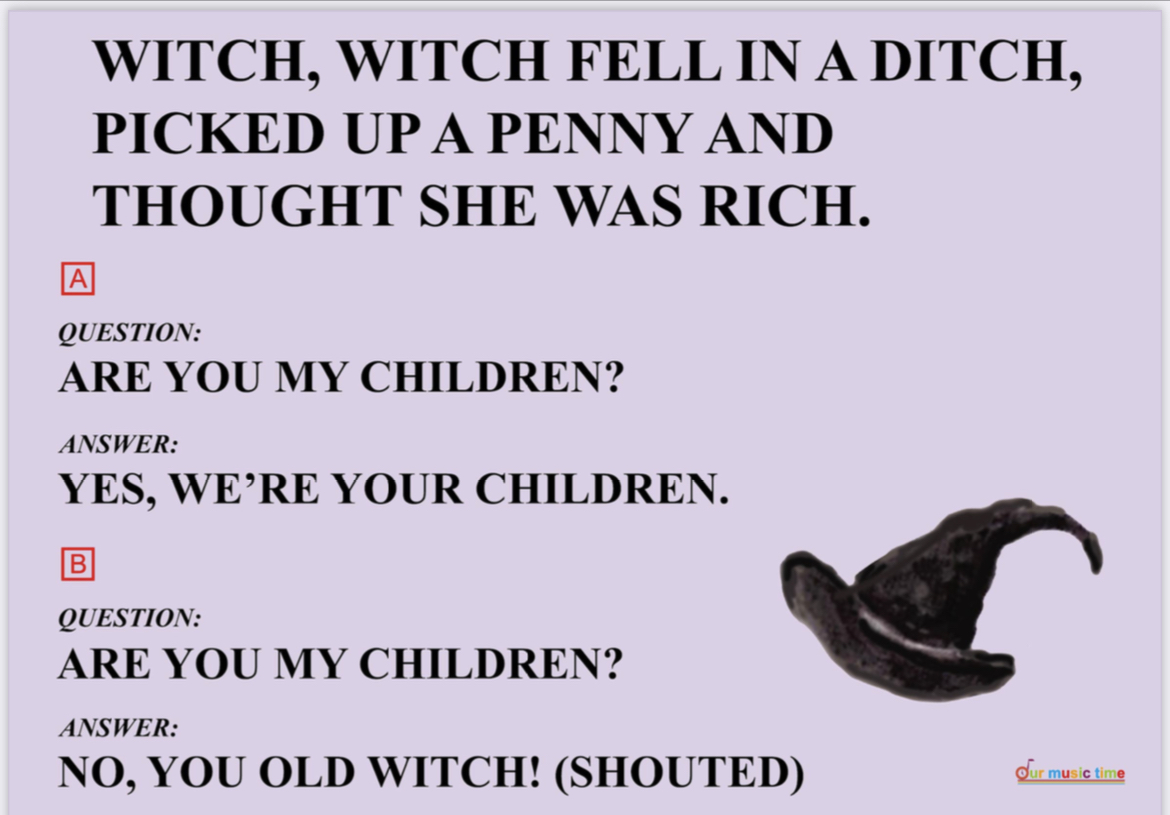 WITCH, WITCH FELL IN A DITCH,
PICKED UP A PENNY AND
THOUGHT SHE WAS RICH.
A
QUESTION:
ARE YOU MY CHILDREN?
ANSWER:
YES, WE’RE YOUR CHILDREN.
B
QUESTION:
ARE YOU MY CHILDREN?
ANSWER:
NO, YOU OLD WITCH! (SHOUTED)
Our music time